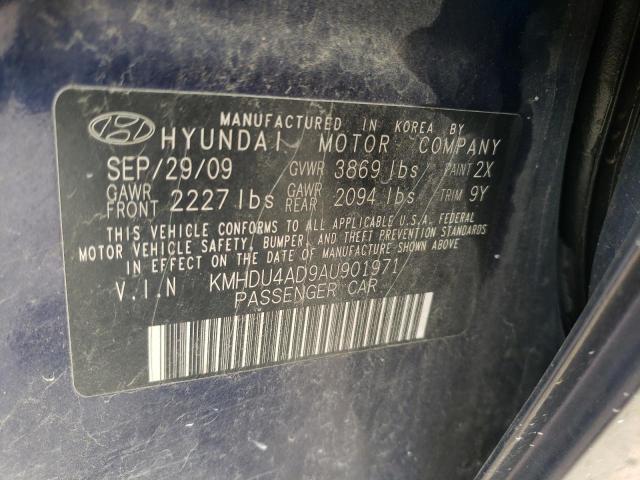 MANUFACTURED IN KOREA BY
HYUNDAI MOTOR COMPANY
SEP/29/09 GVWR 3869 lbs PAINT 2X
GAWR FRONT 2227 lbs GAWR REAR 2094 lbs TRIM 9Y
THIS VEHICLE CONFORMS TO ALL APPLICABLE U.S.A. FEDERAL
MOTOR VEHICLE SAFETY, BUMPER, AND THEFT PREVENTION STANDARDS
IN EFFECT ON THE DATE OF MANUFACTURE SHOWN ABOVE.
V.I.N KMHDU4AD9AU901971
PASSENGER CAR